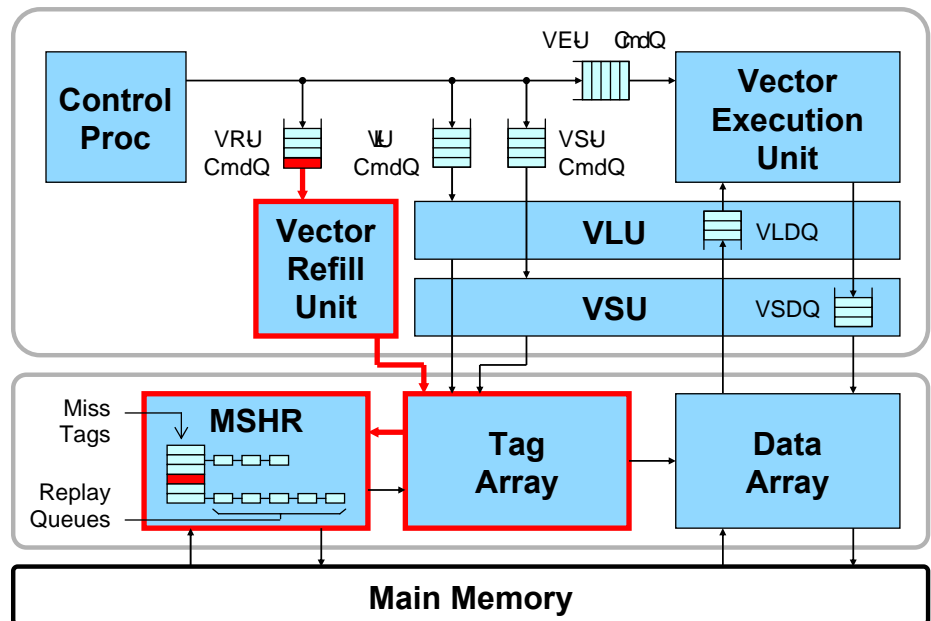 VEU-CmdQ
Control
Proc
Vector
Execution
Unit
VRU-
CmdQ
VLU-
CmdQ
VSU-
CmdQ
Vector
Refill
Unit
VLU
VLDQ
VSU
VSDQ
Miss
Tags
MSHR
Replay
Queues
Tag
Array
Data
Array
Main Memory